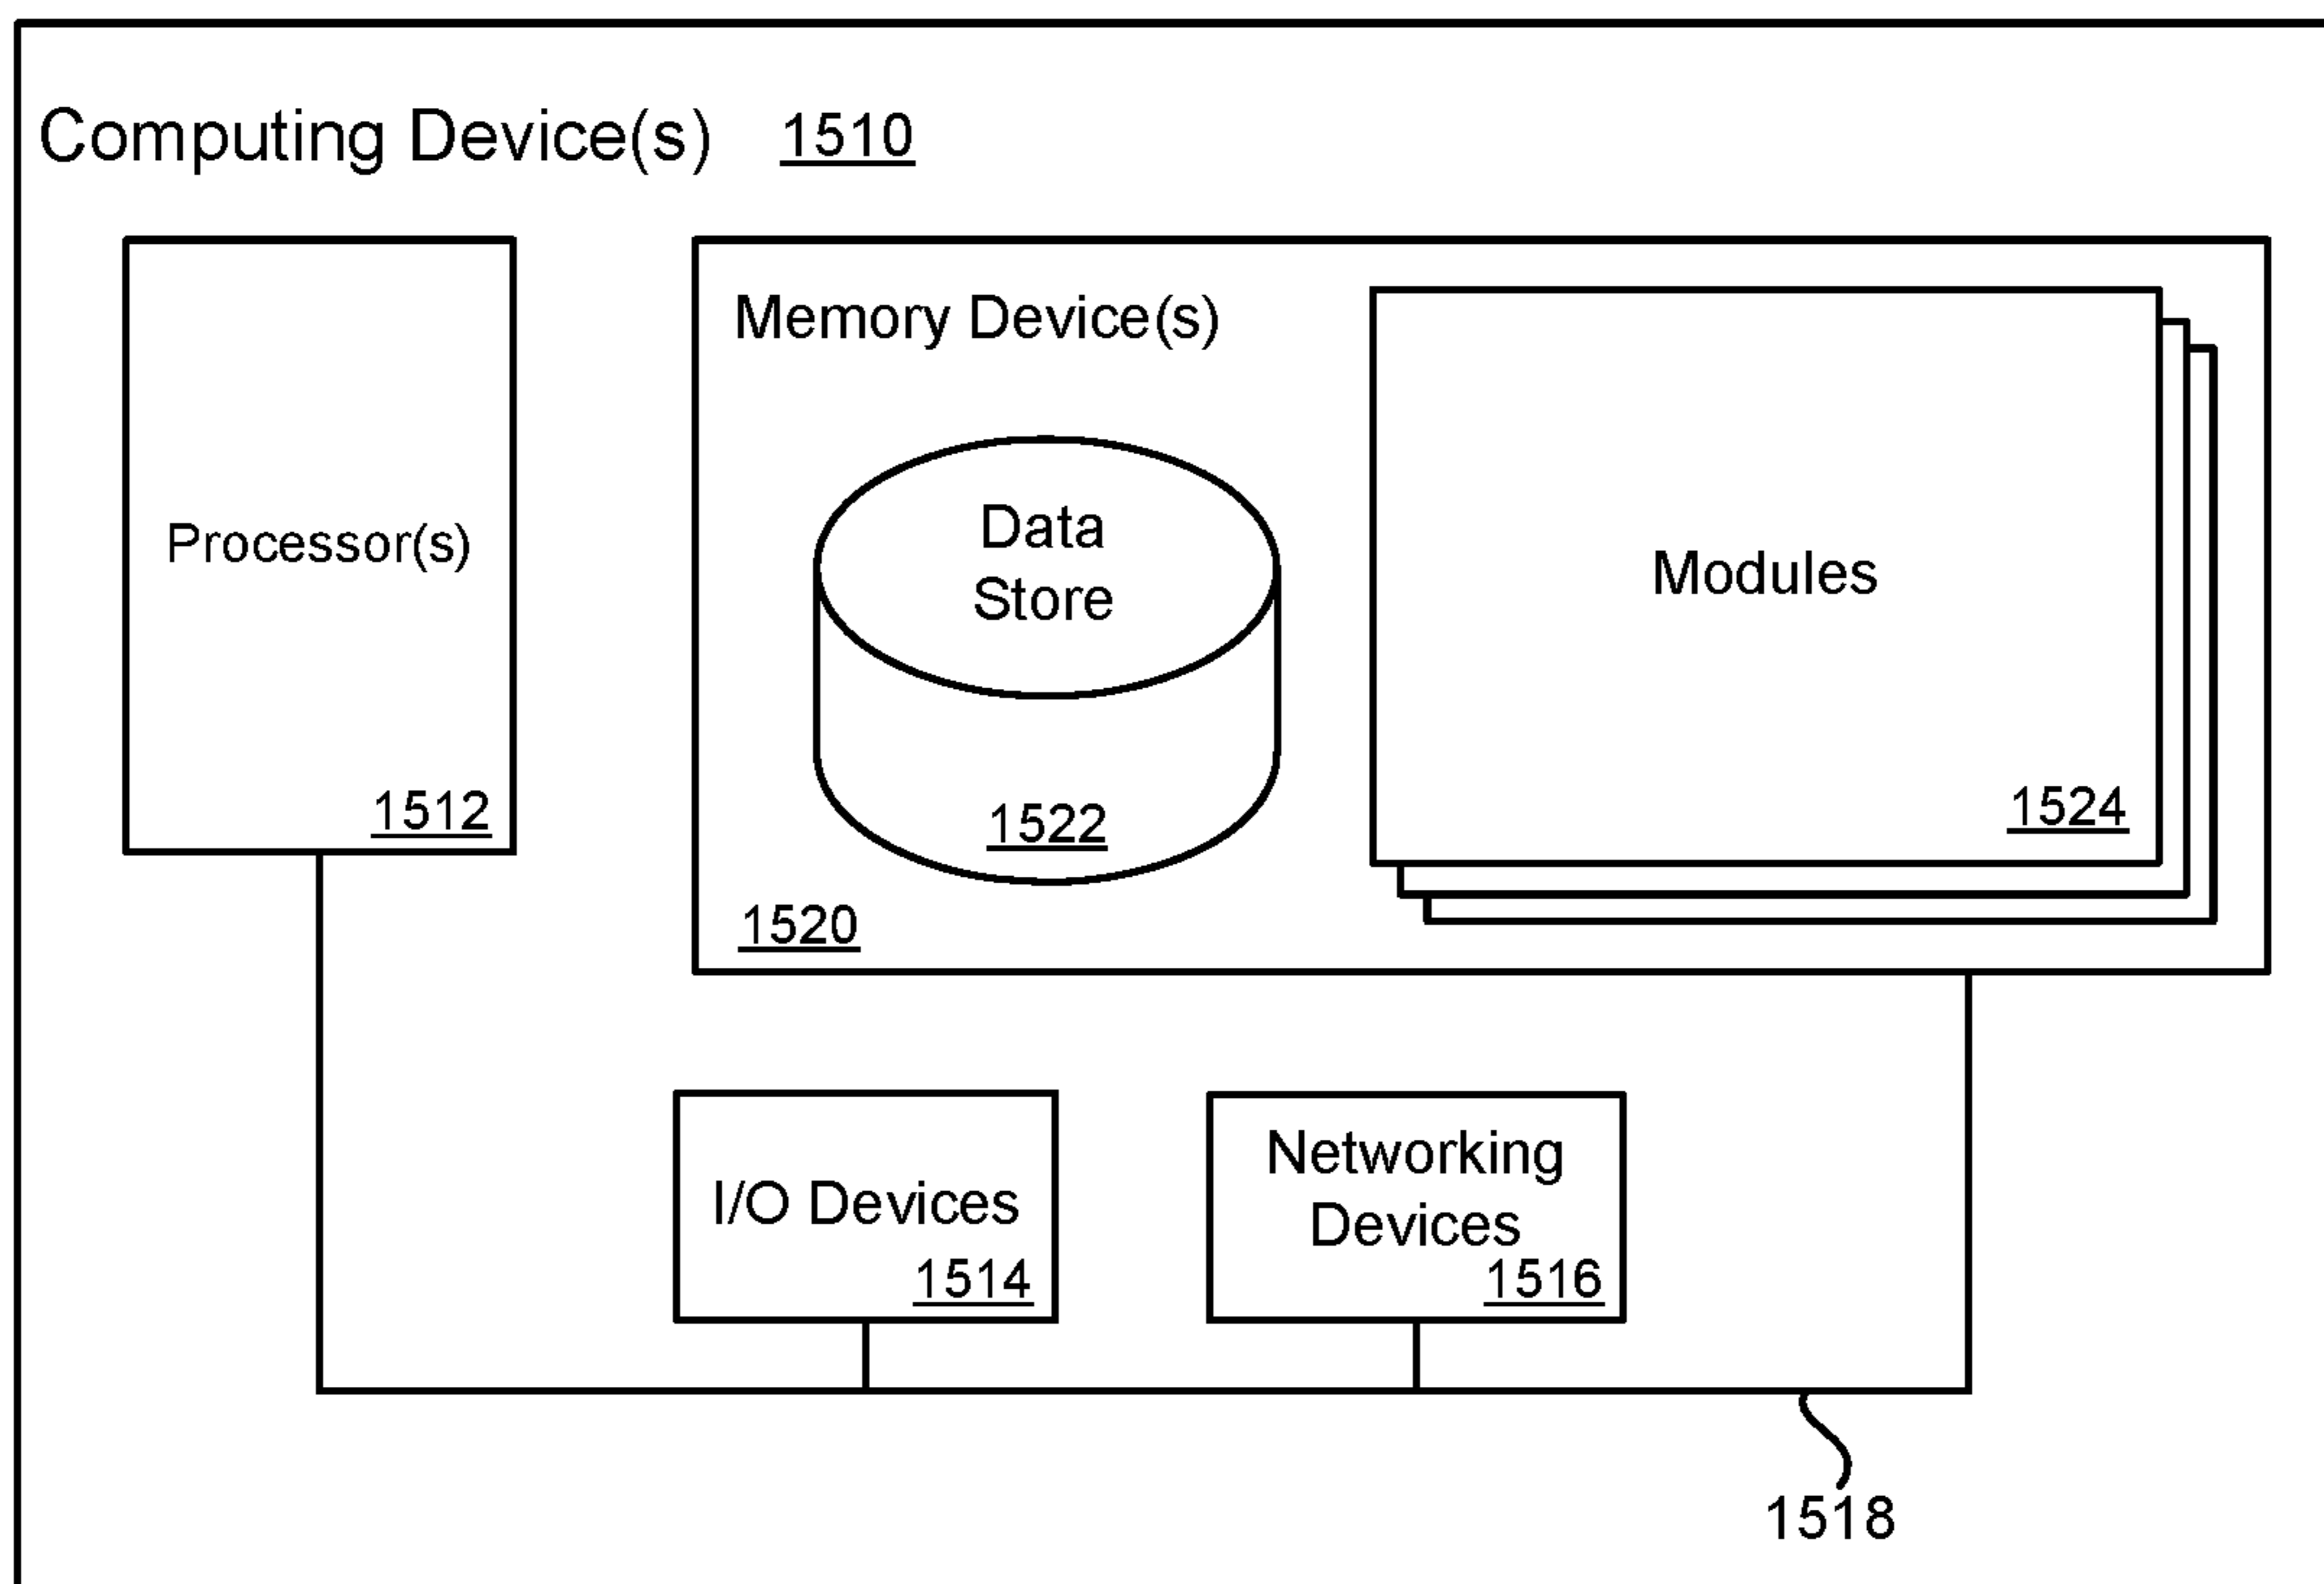 Computing Device(s) 1510
Processor(s)
1512
Memory Device(s)
Data
Store
1522
1520
Modules
1524
I/O Devices
1514
Networking
Devices
1516
1518